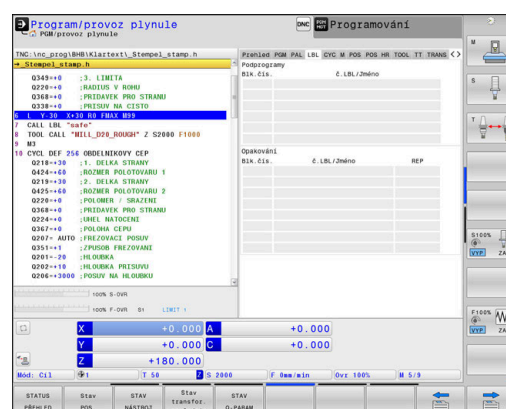 Program/provoz plynule
PGM/provoz plynule
DNC
Programování
TNC:\nc_prog\BHB\Klartext\_Stempel_stamp.h
→_Stempel_stamp.h
Q349=+0 ;3. LIMITA
Q220=+0 ;RADIUS V ROHU
Q368=+0 ;PRIDAVEK PRO STRANU
Q338=+0 ;PRISUV NA CISTO
6 L Y-30 X+30 R0 FMAX M99
7 CALL LBL "safe"
8 TOOL CALL "MILL_D20_ROUGH" Z S2000 F1000
9 M3
10 CYCL DEF 256 OBDELNIKOVY CEP
Q218=+30 ;1. DELKA STRANY
Q424=+60 ;ROZMER POLOTOVARU 1
Q219=+30 ;2. DELKA STRANY
Q425=+60 ;ROZMER POLOTOVARU 2
Q220=+0 ;POLOMER / SRAZENI
Q368=+0 ;PRIDAVEK PRO STRANU
Q224=+0 ;UHEL NATOCENI
Q367=+0 ;POLOHA CEPU
Q207= AUTO ;FREZOVACI POSUV
Q351=+1 ;ZPUSOB FREZOVANI
Q201=-20 ;HLOUBKA
Q202=+10 ;HLOUBKA PRISUVU
Q206=+3000 ;POSUV NA HLOUBKU
Prehled PGM PAL LBL CYC M POS POS HR TOOL TT TRANS
Podprogramy
Blk.čís. č.LBL/Jméno
Opakování
Blk.čís. č.LBL/Jméno REP
100% S-OVR
100% F-OVR S1 LIMIT 1
X +0.000 A +0.000
Y +0.000 C +0.000
Z +180.000
Mód: Cíl 1 T 56 Z S 2000 F 0mm/min Ovr 100% M 5/9
STATUS PŘEHLED
Stav POS.
STAV NÁSTROJ
Stav transfor.
STAV Q-PARAM
M
S
T
S100%
VYP ZA
F100%
VYP ZA